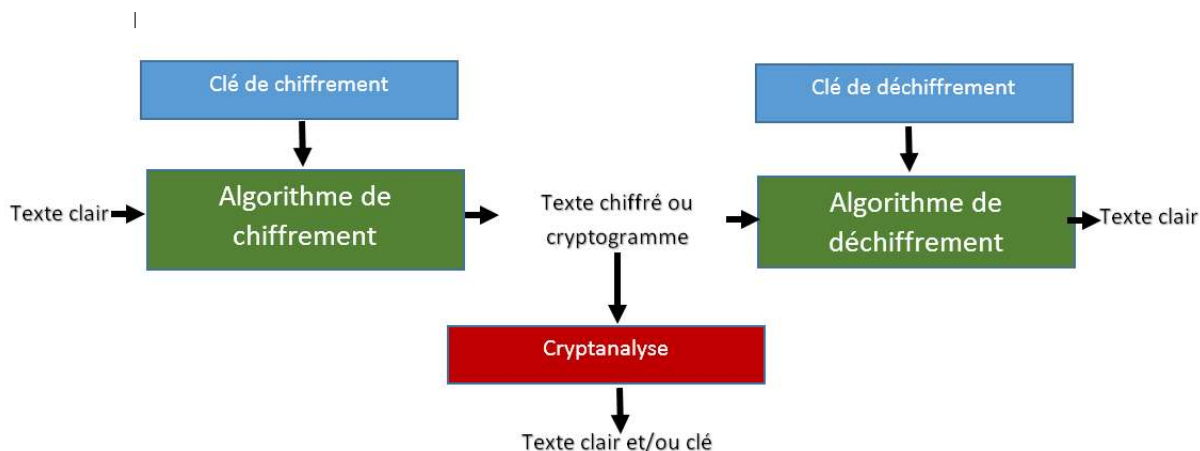 Clé de chiffrement
Clé de déchiffrement
Texte clair
Algorithme de
chiffrement
Texte chiffré ou
cryptogramme
Algorithme de
déchiffrement
Texte clair
Cryptanalyse
Texte clair et/ou clé